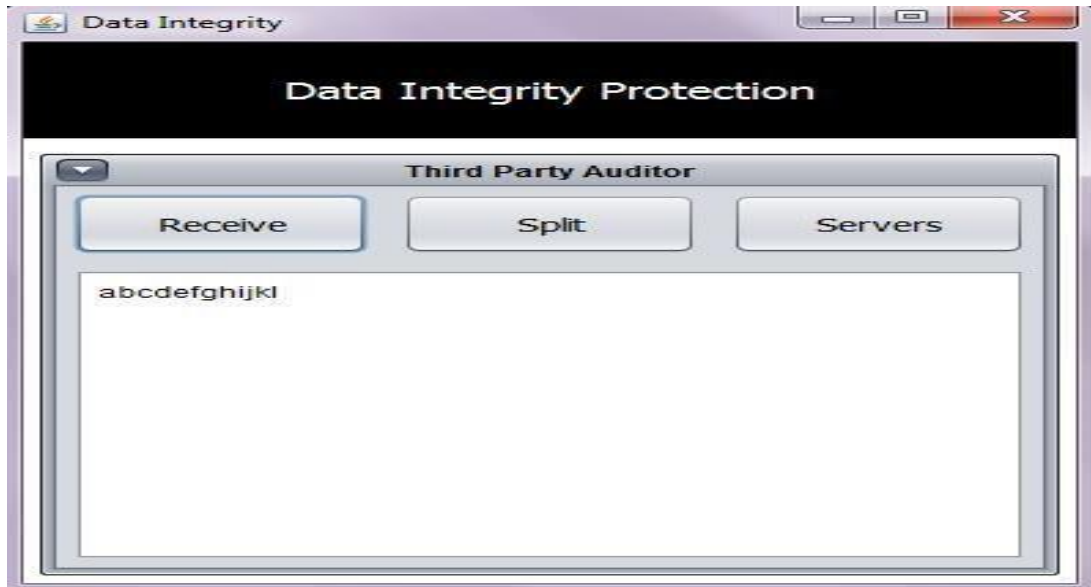 Data Integrity
Data Integrity Protection
Third Party Auditor
Receive Split Servers
abcdefghijkl